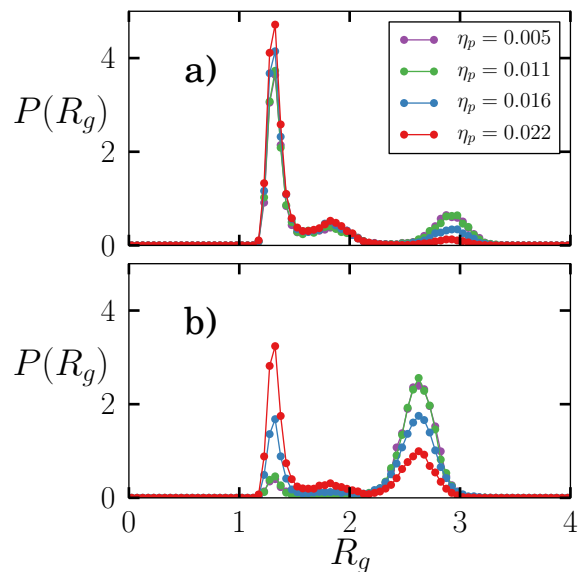 a)
P(R_g)
4
2
0
η_p = 0.005
η_p = 0.011
η_p = 0.016
η_p = 0.022
b)
P(R_g)
4
2
0
0 1 2 3 4
R_g